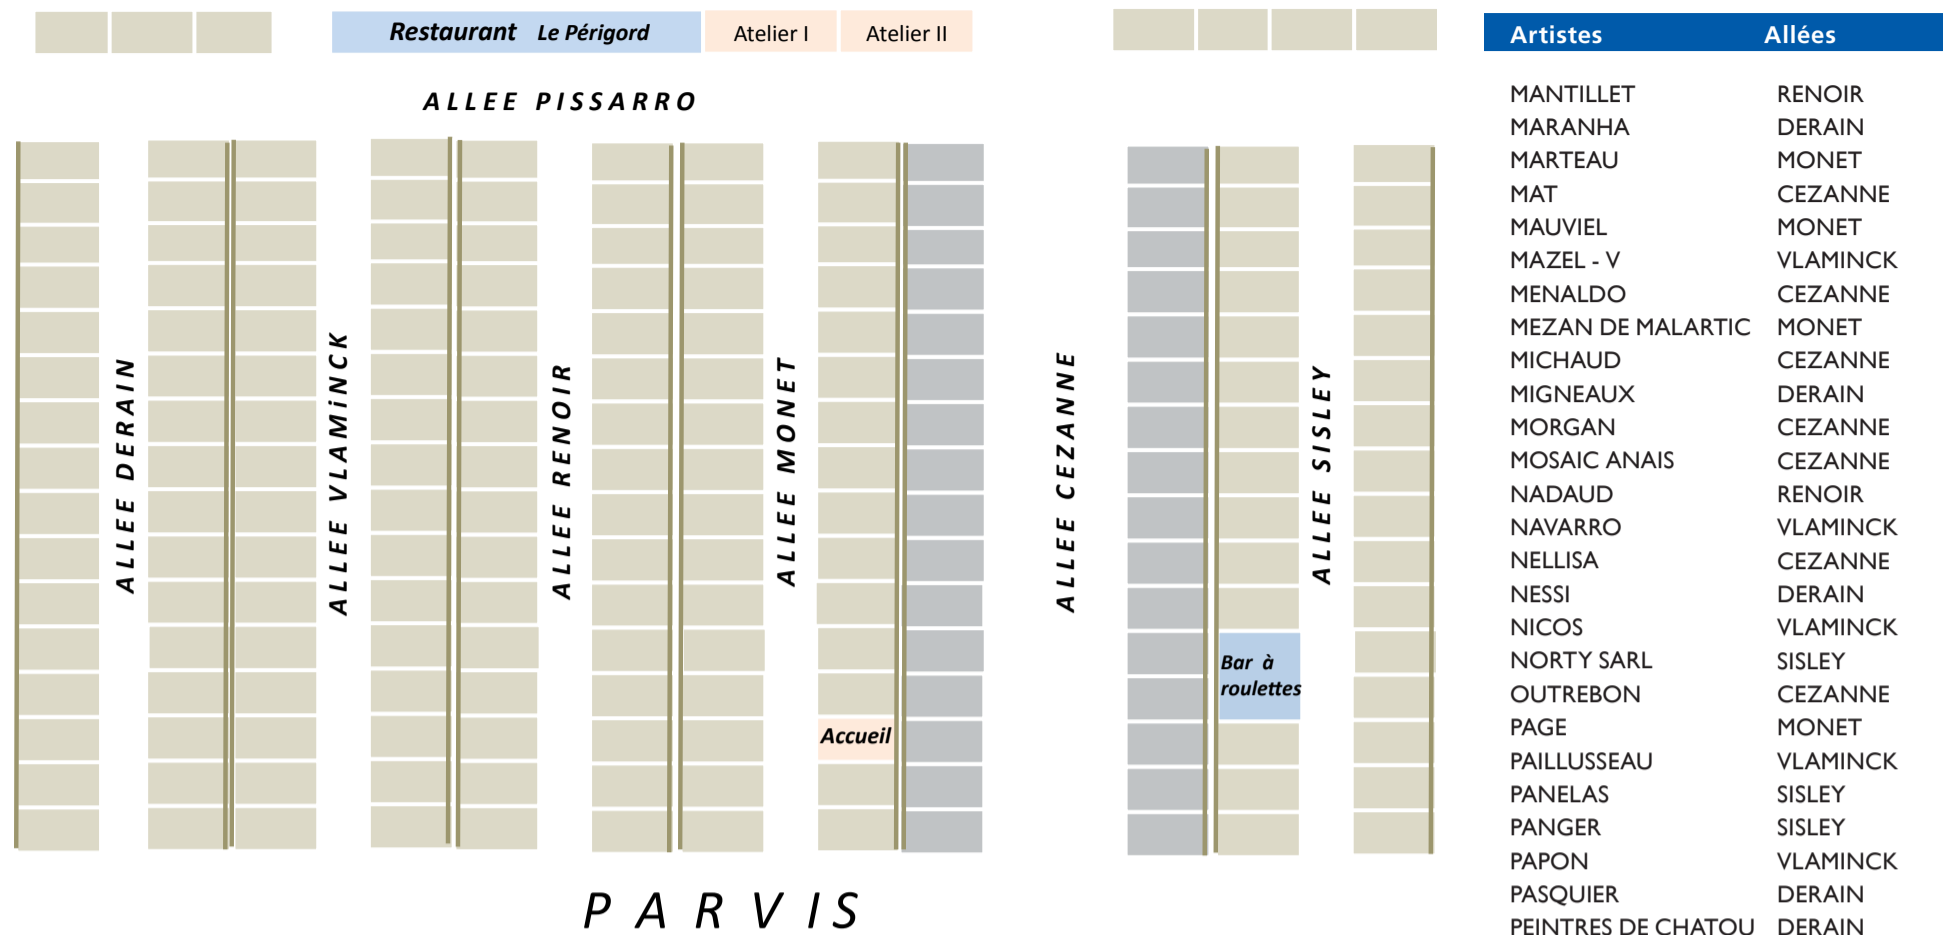 Restaurant Le Périgord
Atelier I
Atelier II
ALLEE PISSARRO
ALLEE DERAIN
ALLEE VLAMiNCK
ALLEE RENOIR
ALLEE MONET
ALLEE CEZANNE
ALLEE SISLEY
Accueil
Bar à
roulettes
PARVIS
Artistes Allées
MANTILLET RENOIR
MARANHA DERAIN
MARTEAU MONET
MAT CEZANNE
MAUVIEL MONET
MAZEL - V VLAMINCK
MENALDO CEZANNE
MEZAN DE MALARTIC MONET
MICHAUD CEZANNE
MIGNEAUX DERAIN
MORGAN CEZANNE
MOSAIC ANAIS CEZANNE
NADAUD RENOIR
NAVARRO VLAMINCK
NELLISA CEZANNE
NESSI DERAIN
NICOS VLAMINCK
NORTY SARL SISLEY
OUTREBON CEZANNE
PAGE MONET
PAILLUSSEAU VLAMINCK
PANELAS SISLEY
PANGER SISLEY
PAPON VLAMINCK
PASQUIER DERAIN
PEINTRES DE CHATOU DERAIN